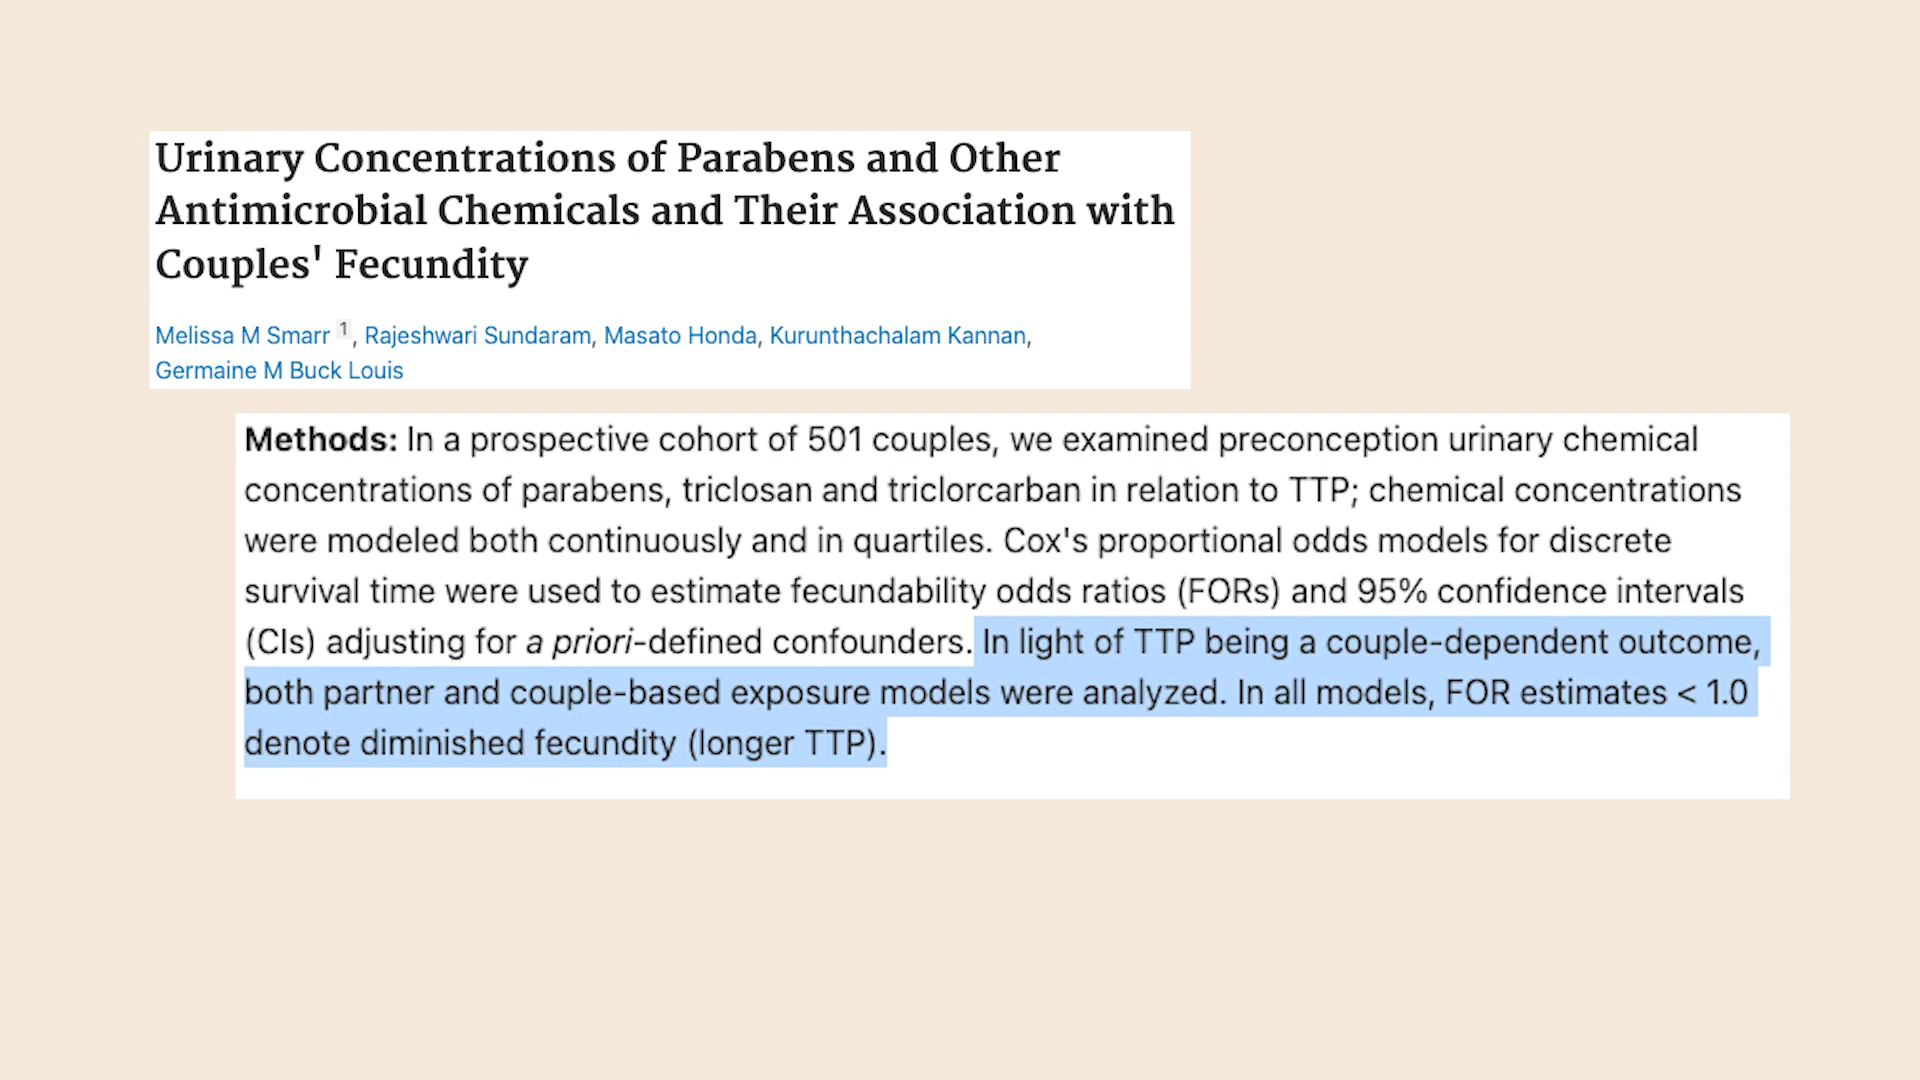 Urinary Concentrations of Parabens and Other
Antimicrobial Chemicals and Their Association with
Couples' Fecundity
Melissa M Smarr 1, Rajeshwari Sundaram, Masato Honda, Kurunthachalam Kannan,
Germaine M Buck Louis
Methods: In a prospective cohort of 501 couples, we examined preconception urinary chemical
concentrations of parabens, triclosan and triclorcarban in relation to TTP; chemical concentrations
were modeled both continuously and in quartiles. Cox's proportional odds models for discrete
survival time were used to estimate fecundability odds ratios (FORs) and 95% confidence intervals
(CIs) adjusting for a priori-defined confounders. In light of TTP being a couple-dependent outcome,
both partner and couple-based exposure models were analyzed. In all models, FOR estimates < 1.0
denote diminished fecundity (longer TTP).